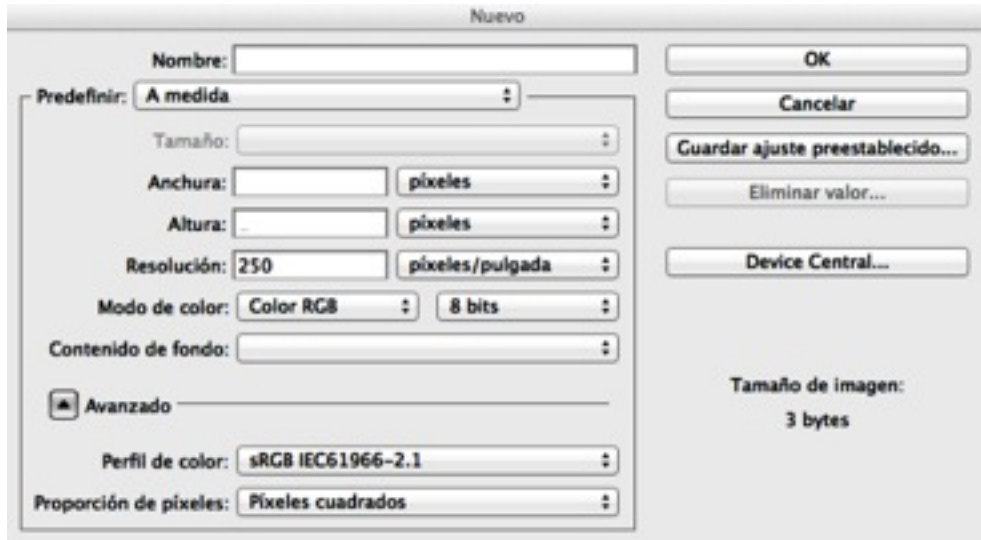 Nuevo
Nombre:
OK
Predefinir: A medida
Cancelar
Tamaño:
Guardar ajuste preestablecido...
Anchura: píxeles
Eliminar valor...
Altura: píxeles
Resolución: 250 píxeles/pulgada
Device Central...
Modo de color: Color RGB 8 bits
Contenido de fondo:
Tamaño de imagen:
Avanzado
3 bytes
Perfil de color: sRGB IEC61966-2.1
Proporción de píxeles: Píxeles cuadrados